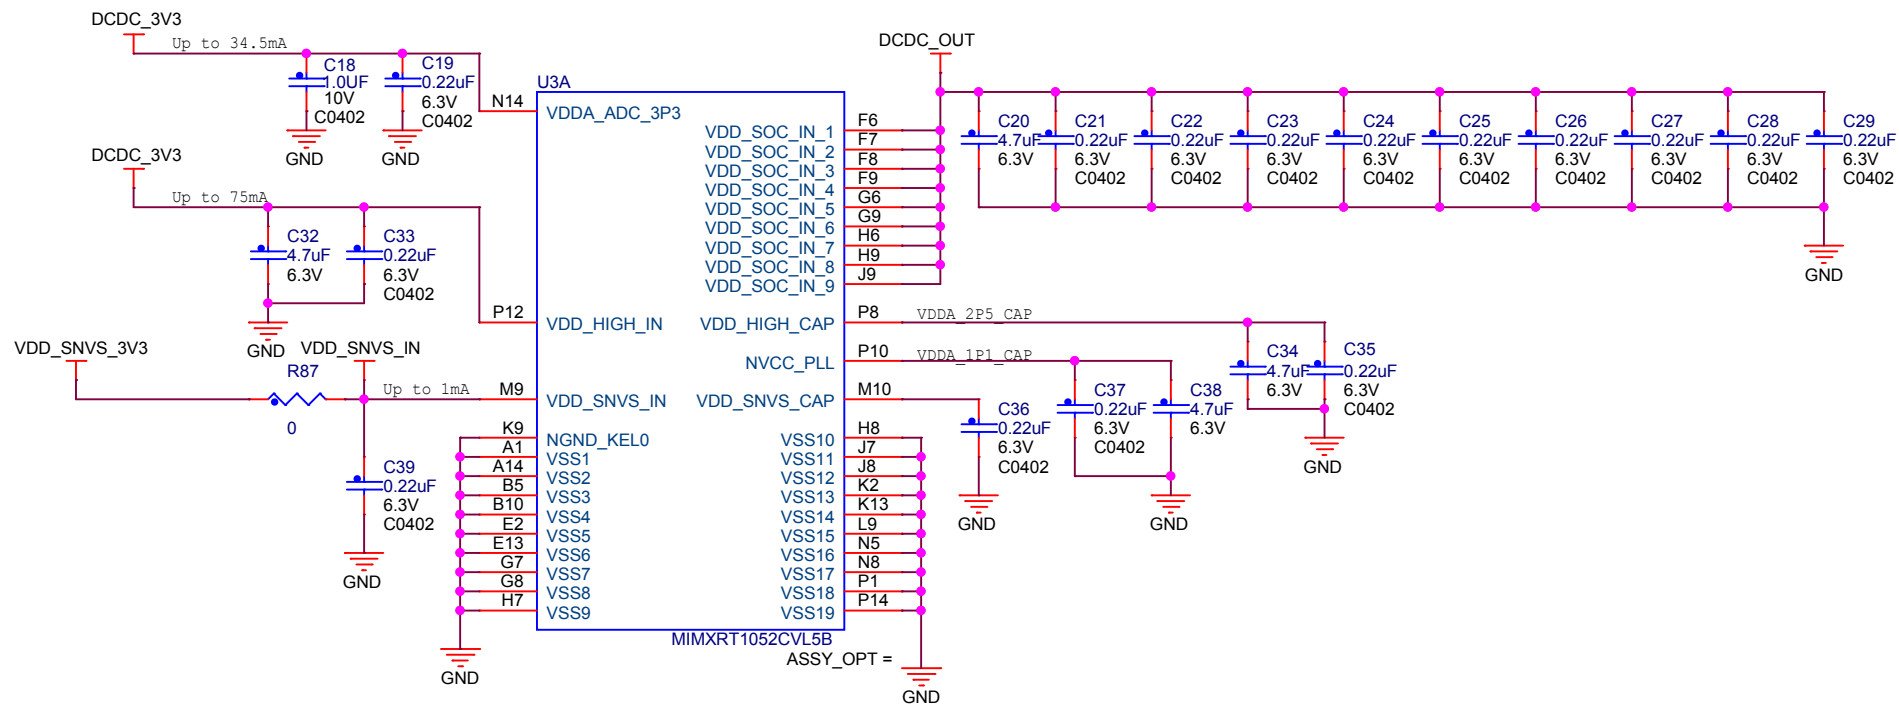 DCDC_3V3
Up to 34.5mA
C18
1.0UF
10V
C0402
GND
C19
0.22uF
6.3V
C0402
GND
DCDC_3V3
Up to 75mA
C32
4.7uF
6.3V
GND
C33
0.22uF
6.3V
C0402
VDD_SNVS_3V3
VDD_SNVS_IN
R87
0
Up to 1mA
C39
0.22uF
6.3V
C0402
GND
U3A
N14 VDDA_ADC_3P3
P12 VDD_HIGH_IN
M9 VDD_SNVS_IN
K9 NGND_KEL0
A1 VSS1
A14 VSS2
B5 VSS3
B10 VSS4
E2 VSS5
E13 VSS6
G7 VSS7
G8 VSS8
H7 VSS9
GND
VDD_SOC_IN_1 F6
VDD_SOC_IN_2 F7
VDD_SOC_IN_3 F8
VDD_SOC_IN_4 F9
VDD_SOC_IN_5 G6
VDD_SOC_IN_6 G9
VDD_SOC_IN_7 H6
VDD_SOC_IN_8 H9
VDD_SOC_IN_9 J9
VDD_HIGH_CAP P8
NVCC_PLL P10
VDD_SNVS_CAP M10
VSS10 H8
VSS11 J7
VSS12 J8
VSS13 K2
VSS14 K13
VSS15 L9
VSS16 N5
VSS17 N8
VSS18 P1
VSS19 P14
MIMXRT1052CVL5B
ASSY_OPT =
GND
DCDC_OUT
C20
4.7uF
6.3V
C21
0.22uF
6.3V
C0402
C22
0.22uF
6.3V
C0402
C23
0.22uF
6.3V
C0402
C24
0.22uF
6.3V
C0402
C25
0.22uF
6.3V
C0402
C26
0.22uF
6.3V
C0402
C27
0.22uF
6.3V
C0402
C28
0.22uF
6.3V
C0402
C29
0.22uF
6.3V
C0402
GND
VDDA_2P5_CAP
C34
4.7uF
6.3V
C35
0.22uF
6.3V
C0402
GND
VDDA_1P1_CAP
C36
0.22uF
6.3V
C0402
GND
C37
0.22uF
6.3V
C0402
C38
4.7uF
6.3V
GND